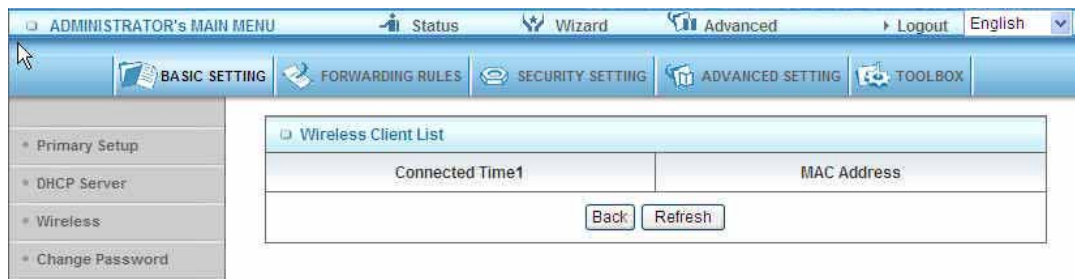 ADMINISTRATOR's MAIN MENU Status Wizard Advanced Logout English
BASIC SETTING FORWARDING RULES SECURITY SETTING ADVANCED SETTING TOOLBOX
Primary Setup
DHCP Server
Wireless
Change Password
Wireless Client List
Connected Time1 MAC Address
Back Refresh